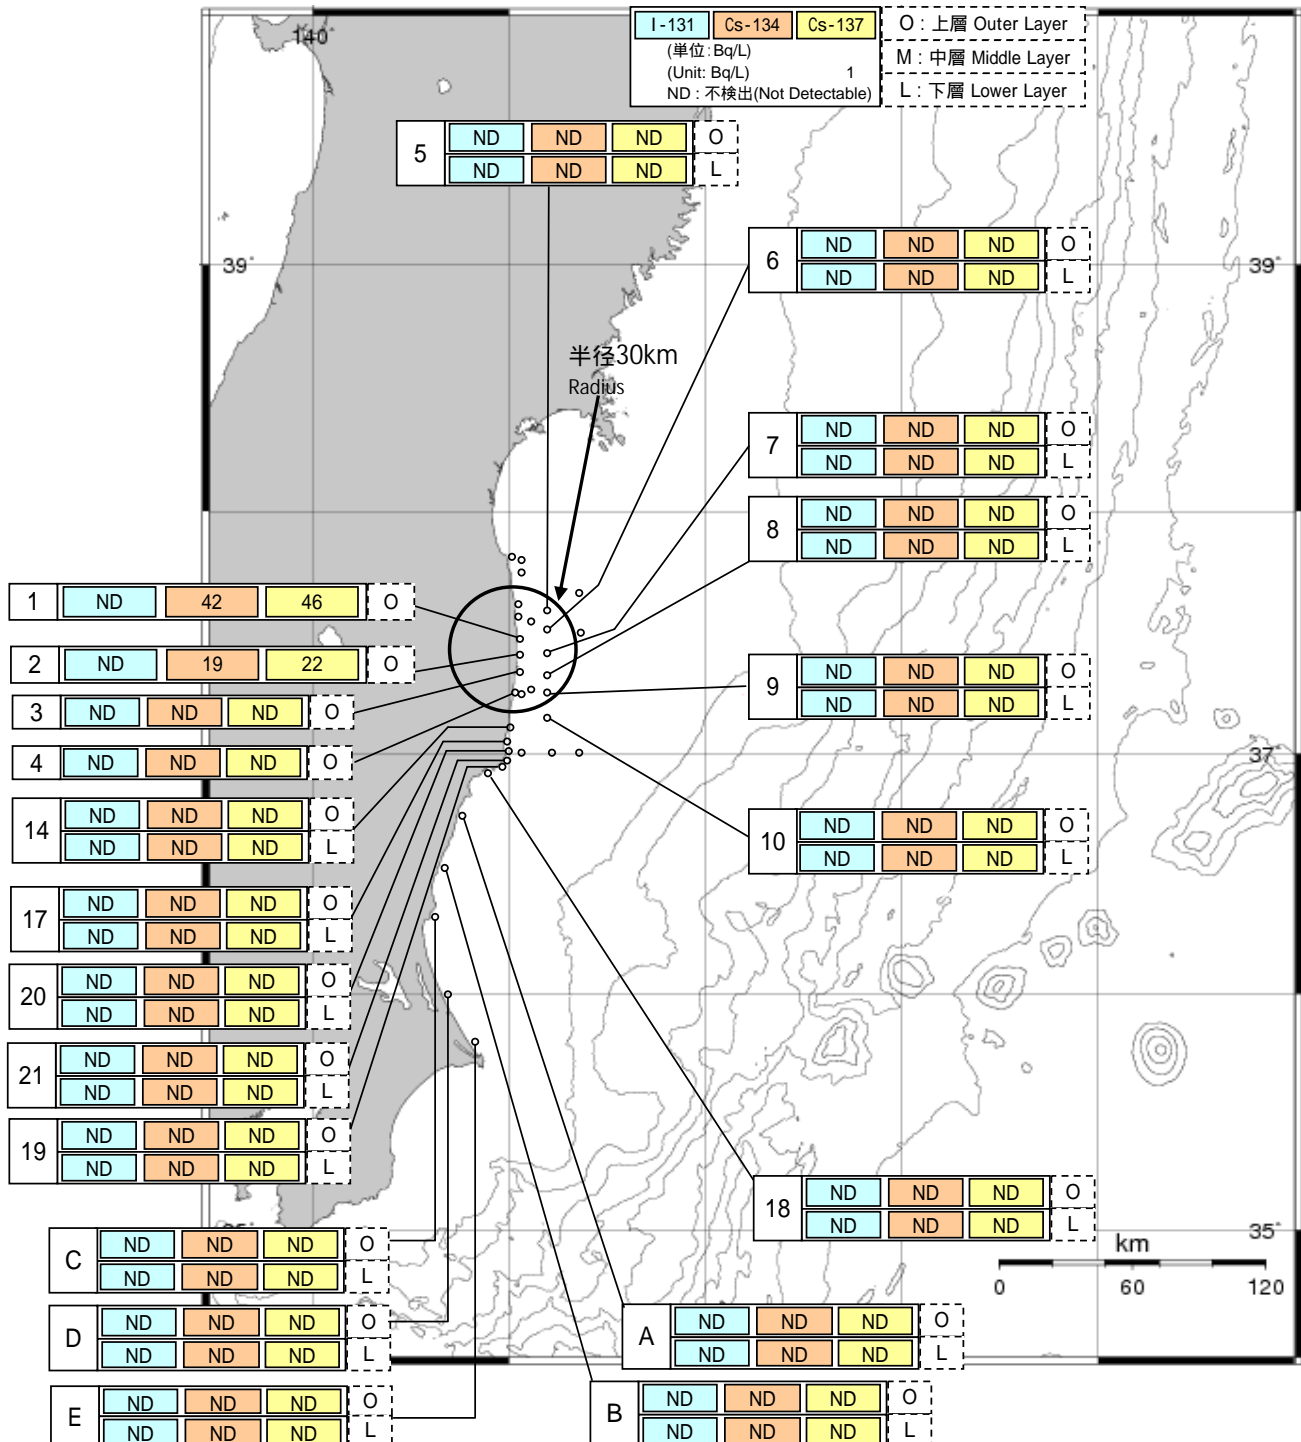 140°
I-131 Cs-134 Cs-137
(単位: Bq/L)
(Unit: Bq/L) 1
ND : 不検出(Not Detectable)
O : 上層 Outer Layer
M : 中層 Middle Layer
L : 下層 Lower Layer
5
ND ND ND O
ND ND ND L
6
ND ND ND O
ND ND ND L
39°
39°
半径30km
Radius
7
ND ND ND O
ND ND ND L
8
ND ND ND O
ND ND ND L
1 ND 42 46 O
2 ND 19 22 O
3 ND ND ND O
4 ND ND ND O
9
ND ND ND O
ND ND ND L
37°
14
ND ND ND O
ND ND ND L
10
ND ND ND O
ND ND ND L
17
ND ND ND O
ND ND ND L
20
ND ND ND O
ND ND ND L
21
ND ND ND O
ND ND ND L
19
ND ND ND O
ND ND ND L
18
ND ND ND O
ND ND ND L
35°
km
0 60 120
C
ND ND ND O
ND ND ND L
D
ND ND ND O
ND ND ND L
A
ND ND ND O
ND ND ND L
E
ND ND ND O
ND ND ND L
B
ND ND ND O
ND ND ND L